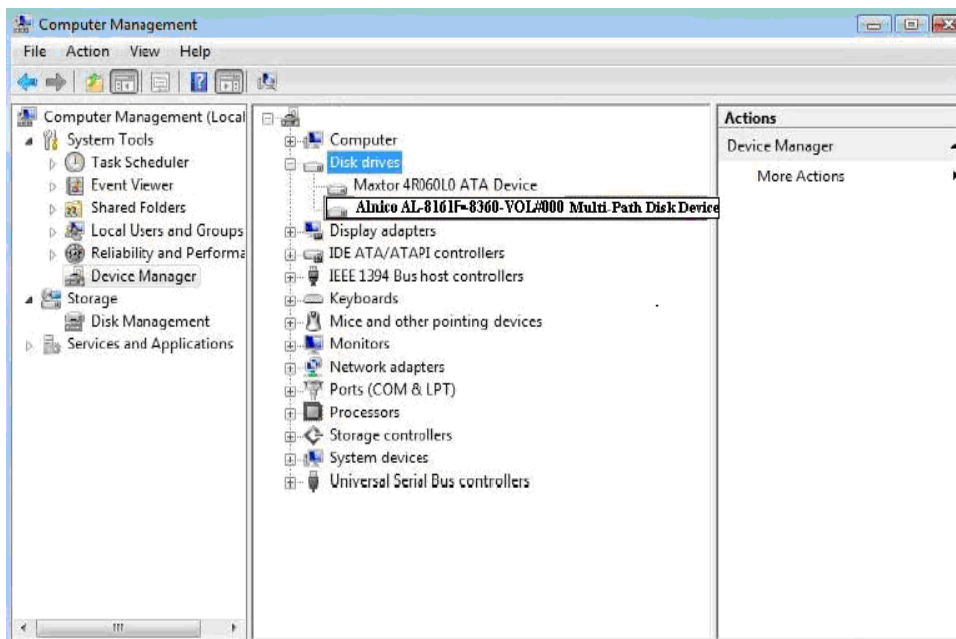 Computer Management
File Action View Help
Computer Management (Local
System Tools
Task Scheduler
Event Viewer
Shared Folders
Local Users and Groups
Reliability and Performa
Device Manager
Storage
Disk Management
Services and Applications
Computer
Disk drives
Maxtor 4R060L0 ATA Device
Alnico AL-8161F-8360-VOL#000 Multi-Path Disk Device
Display adapters
IDE ATA/ATAPI controllers
IEEE 1394 Bus host controllers
Keyboards
Mice and other pointing devices
Monitors
Network adapters
Ports (COM & LPT)
Processors
Storage controllers
System devices
Universal Serial Bus controllers
Actions
Device Manager
More Actions